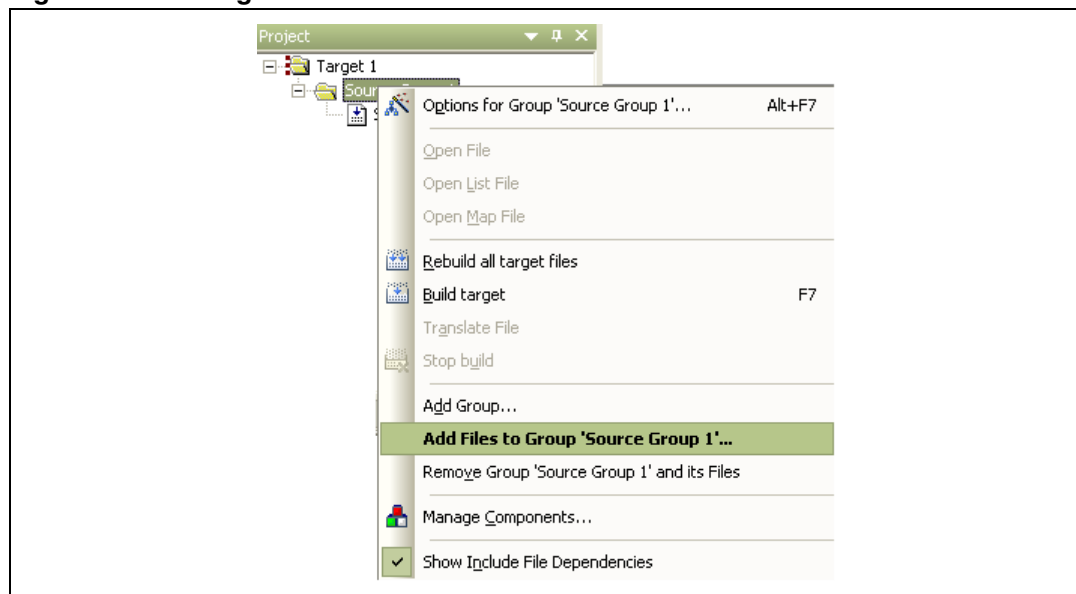 Project
Target 1
Options for Group 'Source Group 1'... Alt+F7
Open File
Open List File
Open Map File
Rebuild all target files
Build target F7
Translate File
Stop build
Add Group...
Add Files to Group 'Source Group 1'...
Remove Group 'Source Group 1' and its Files
Manage Components...
Show Include File Dependencies